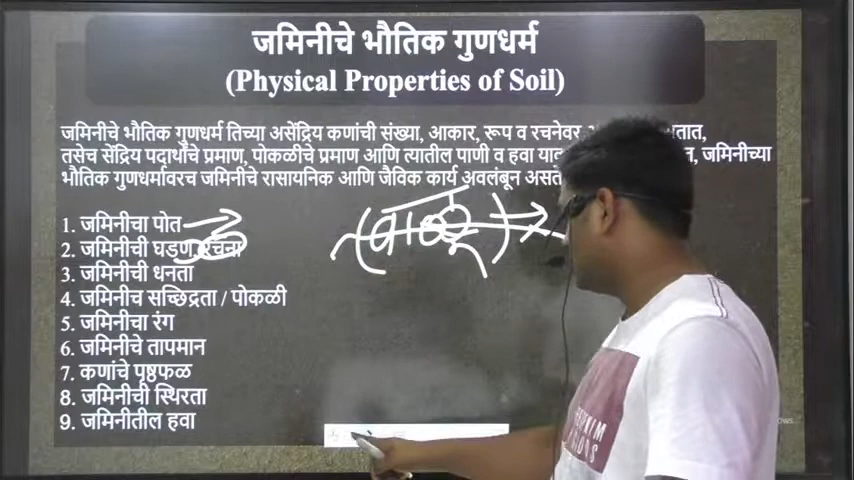 जमिनीचे भौतिक गुणधर्म
(Physical Properties of Soil)
जमिनीचे भौतिक गुणधर्म तिच्या असेंद्रिय कणांची संख्या, आकार, रूप व रचनेवर
तसेच सेंद्रिय पदार्थांचे प्रमाण, पोकळीचे प्रमाण आणि त्यातील पाणी व हवा जमिनीच्या
भौतिक गुणधर्मावरच जमिनीचे रासायनिक आणि जैविक कार्य अवलंबून
1. जमिनीचा पोत
2. जमिनीची घडण रचना
3. जमिनीची धनता
4. जमिनीच सच्छिद्रता / पोकळी
5. जमिनीचा रंग
6. जमिनीचे तापमान
7. कणांचे पृष्ठफळ
8. जमिनीची स्थिरता
9. जमिनीतील हवा